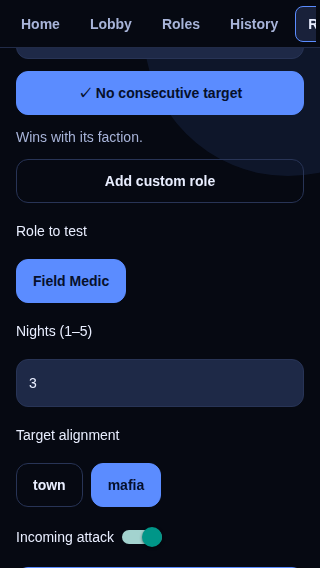 Home Lobby Roles History R
✓ No consecutive target
Wins with its faction.
Add custom role
Role to test
Field Medic
Nights (1–5)
3
Target alignment
town mafia
Incoming attack